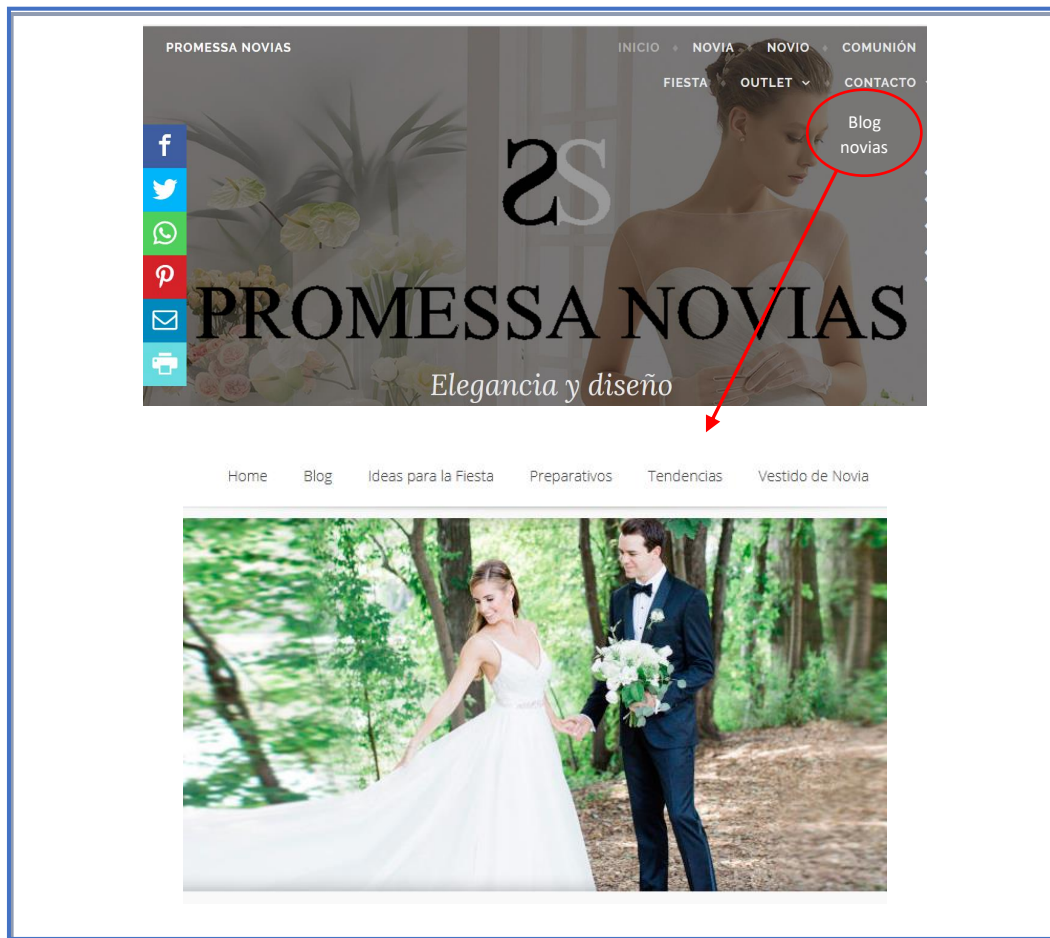 PROMESSA NOVIAS
INICIO NOVIA NOVIO COMUNIÓN
FIESTA OUTLET CONTACTO
Blog
novias
PROMESSA NOVIAS
Elegancia y diseño
Home Blog Ideas para la Fiesta Preparativos Tendencias Vestido de Novia